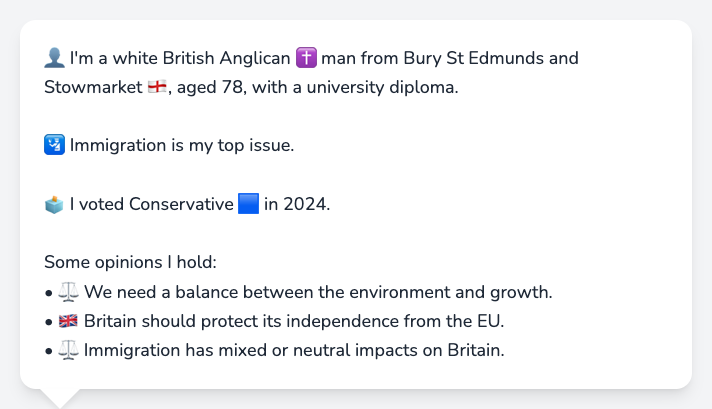 👤 I'm a white British Anglican ✝️ man from Bury St Edmunds and
Stowmarket 🏴󠁧󠁢󠁥󠁮󠁧󠁿, aged 78, with a university diploma.
🛂 Immigration is my top issue.
🗳️ I voted Conservative 🟦 in 2024.
Some opinions I hold:
• ⚖️ We need a balance between the environment and growth.
• 🇬🇧 Britain should protect its independence from the EU.
• ⚖️ Immigration has mixed or neutral impacts on Britain.